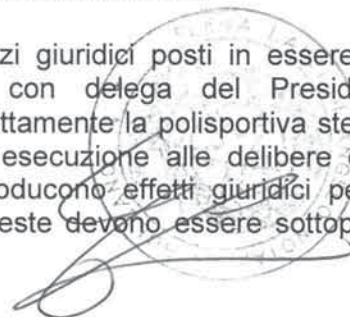 zi giuridici posti in essere
con delega del Presid
ttamente la polisportiva ste
esecuzione alle delibere
oducono effetti giuridici pe
este devono essere sottop